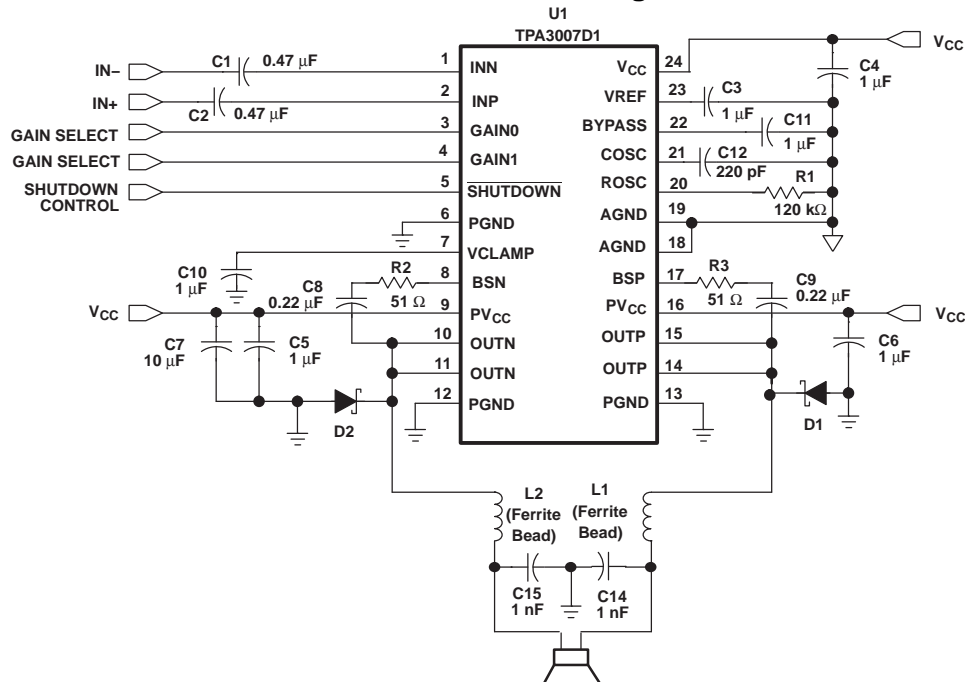 U1
TPA3007D1
IN−
C1
0.47 μF
1
INN
IN+
C2
0.47 μF
2
INP
GAIN SELECT
3
GAIN0
GAIN SELECT
4
GAIN1
SHUTDOWN
CONTROL
5
SHUTDOWN
6
PGND
7
VCLAMP
C10
1 μF
R2
51 Ω
8
BSN
C8
0.22 μF
VCC
9
PVCC
C7
10 μF
C5
1 μF
10
OUTN
11
OUTN
12
PGND
D2
VCC
24
VCC
C4
1 μF
VREF
23
C3
1 μF
BYPASS
22
C11
1 μF
COSC
21
C12
220 pF
ROSC
20
R1
120 kΩ
AGND
19
AGND
18
BSP
17
R3
51 Ω
C9
0.22 μF
PVCC
16
VCC
OUTP
15
C6
1 μF
OUTP
14
PGND
13
D1
L2
(Ferrite
Bead)
L1
(Ferrite
Bead)
C15
1 nF
C14
1 nF